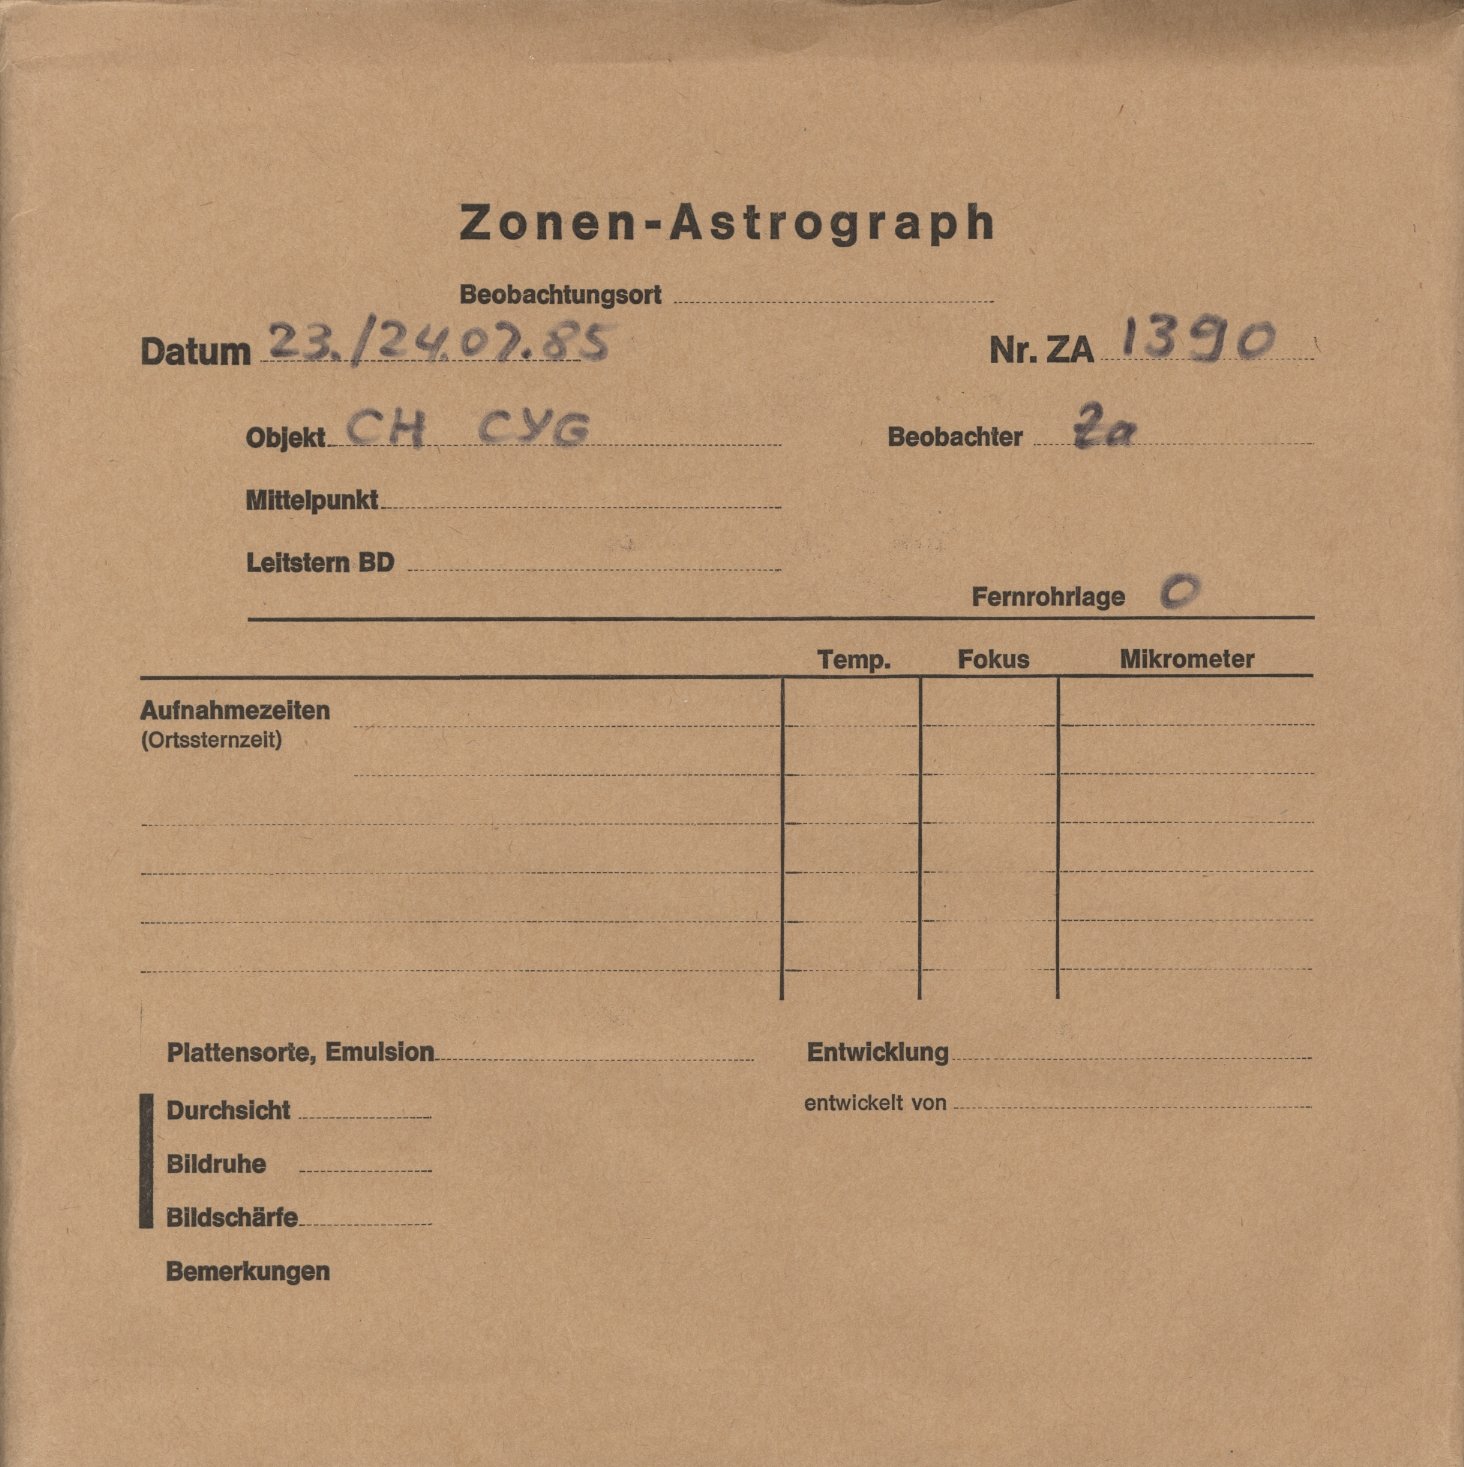 Zonen-Astrograph
Beobachtungsort
Datum 23./24.07.85 Nr. ZA 1390
Objekt CH CYG Beobachter Za
Mittelpunkt
Leitstern BD
Fernrohrlage O
Temp. Fokus Mikrometer
Aufnahmezeiten
(Ortssternzeit)
Plattensorte, Emulsion Entwicklung
Durchsicht entwickelt von
Bildruhe
Bildschärfe
Bemerkungen